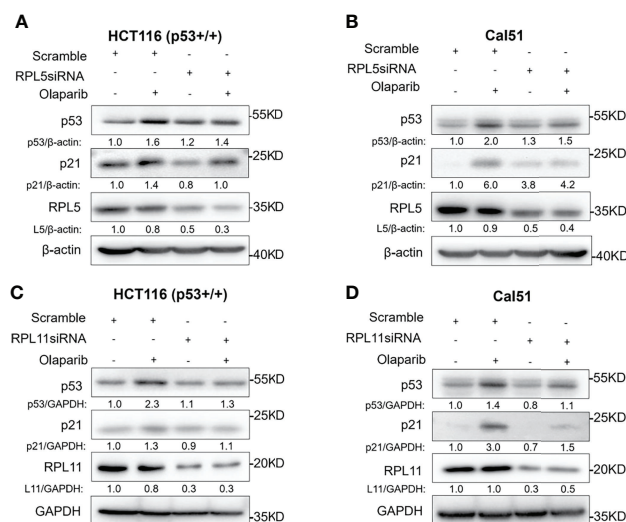 A
HCT116 (p53+/+)
Scramble + + - -
RPL5siRNA - - + +
Olaparib - + - +
p53 55KD
p53/β-actin: 1.0 1.6 1.2 1.4
p21 25KD
p21/β-actin: 1.0 1.4 0.8 1.0
RPL5 35KD
L5/β-actin: 1.0 0.8 0.5 0.3
β-actin 40KD
B
Cal51
Scramble + + - -
RPL5siRNA - - + +
Olaparib - + - +
p53 55KD
p53/β-actin: 1.0 2.0 1.3 1.5
p21 25KD
p21/β-actin: 1.0 6.0 3.8 4.2
RPL5 35KD
L5/β-actin: 1.0 0.9 0.5 0.4
β-actin 40KD
C
HCT116 (p53+/+)
Scramble + + - -
RPL11siRNA - - + +
Olaparib - + - +
p53 55KD
p53/GAPDH: 1.0 2.3 1.1 1.3
p21 25KD
p21/GAPDH: 1.0 1.3 0.9 1.1
RPL11 20KD
L11/GAPDH: 1.0 0.8 0.3 0.3
GAPDH 35KD
D
Cal51
Scramble + + - -
RPL11siRNA - - + +
Olaparib - + - +
p53 55KD
p53/GAPDH: 1.0 1.4 0.8 1.1
p21 25KD
p21/GAPDH: 1.0 3.0 0.7 1.5
RPL11 20KD
L11/GAPDH: 1.0 1.0 0.3 0.5
GAPDH 35KD